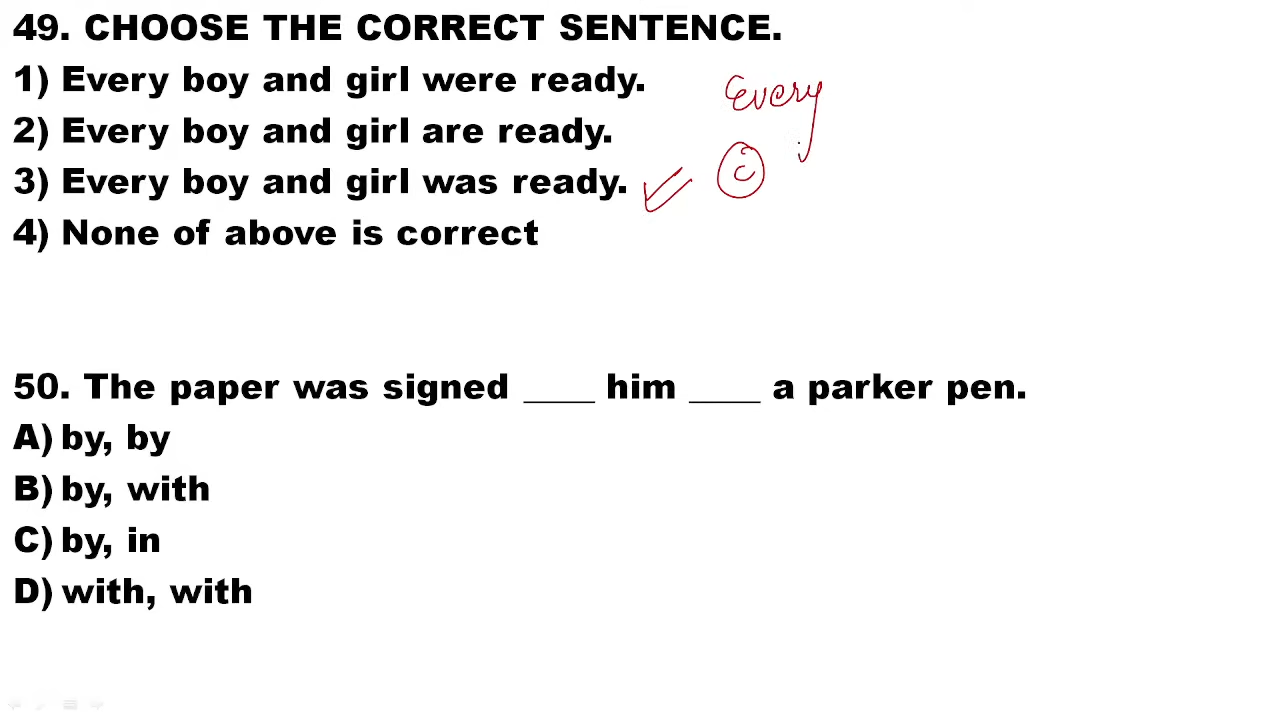 49. CHOOSE THE CORRECT SENTENCE.
1) Every boy and girl were ready.
Every
2) Every boy and girl are ready.
3) Every boy and girl was ready.
C
4) None of above is correct
50. The paper was signed ____ him ____ a parker pen.
A) by, by
B) by, with
C) by, in
D) with, with